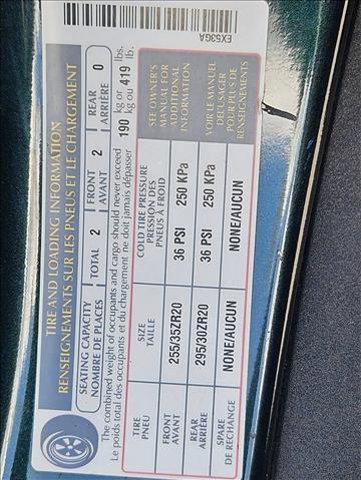 TIRE AND LOADING INFORMATION
RENSEIGNEMENTS SUR LES PNEUS ET LE CHARGEMENT
SEATING CAPACITY
NOMBRE DE PLACES
TOTAL 2
FRONT
AVANT 2
REAR
ARRIÈRE 0
The combined weight of occupants and cargo should never exceed
Le poids total des occupants et du chargement ne doit jamais dépasser
190 kg or 419 lbs.
kg ou lb.
TIRE
PNEU
SIZE
TAILLE
COLD TIRE PRESSURE
PRESSION DES
PNEUS À FROID
SEE OWNER'S
MANUAL FOR
ADDITIONAL
INFORMATION
FRONT
AVANT
255/35ZR20
36 PSI 250 KPa
REAR
ARRIÈRE
295/30ZR20
36 PSI 250 KPa
VOIR LE MANUEL
DE L'USAGER
POUR PLUS DE
RENSEIGNEMENTS
SPARE
DE RECHANGE
NONE/AUCUN
NONE/AUCUN
EX53GA